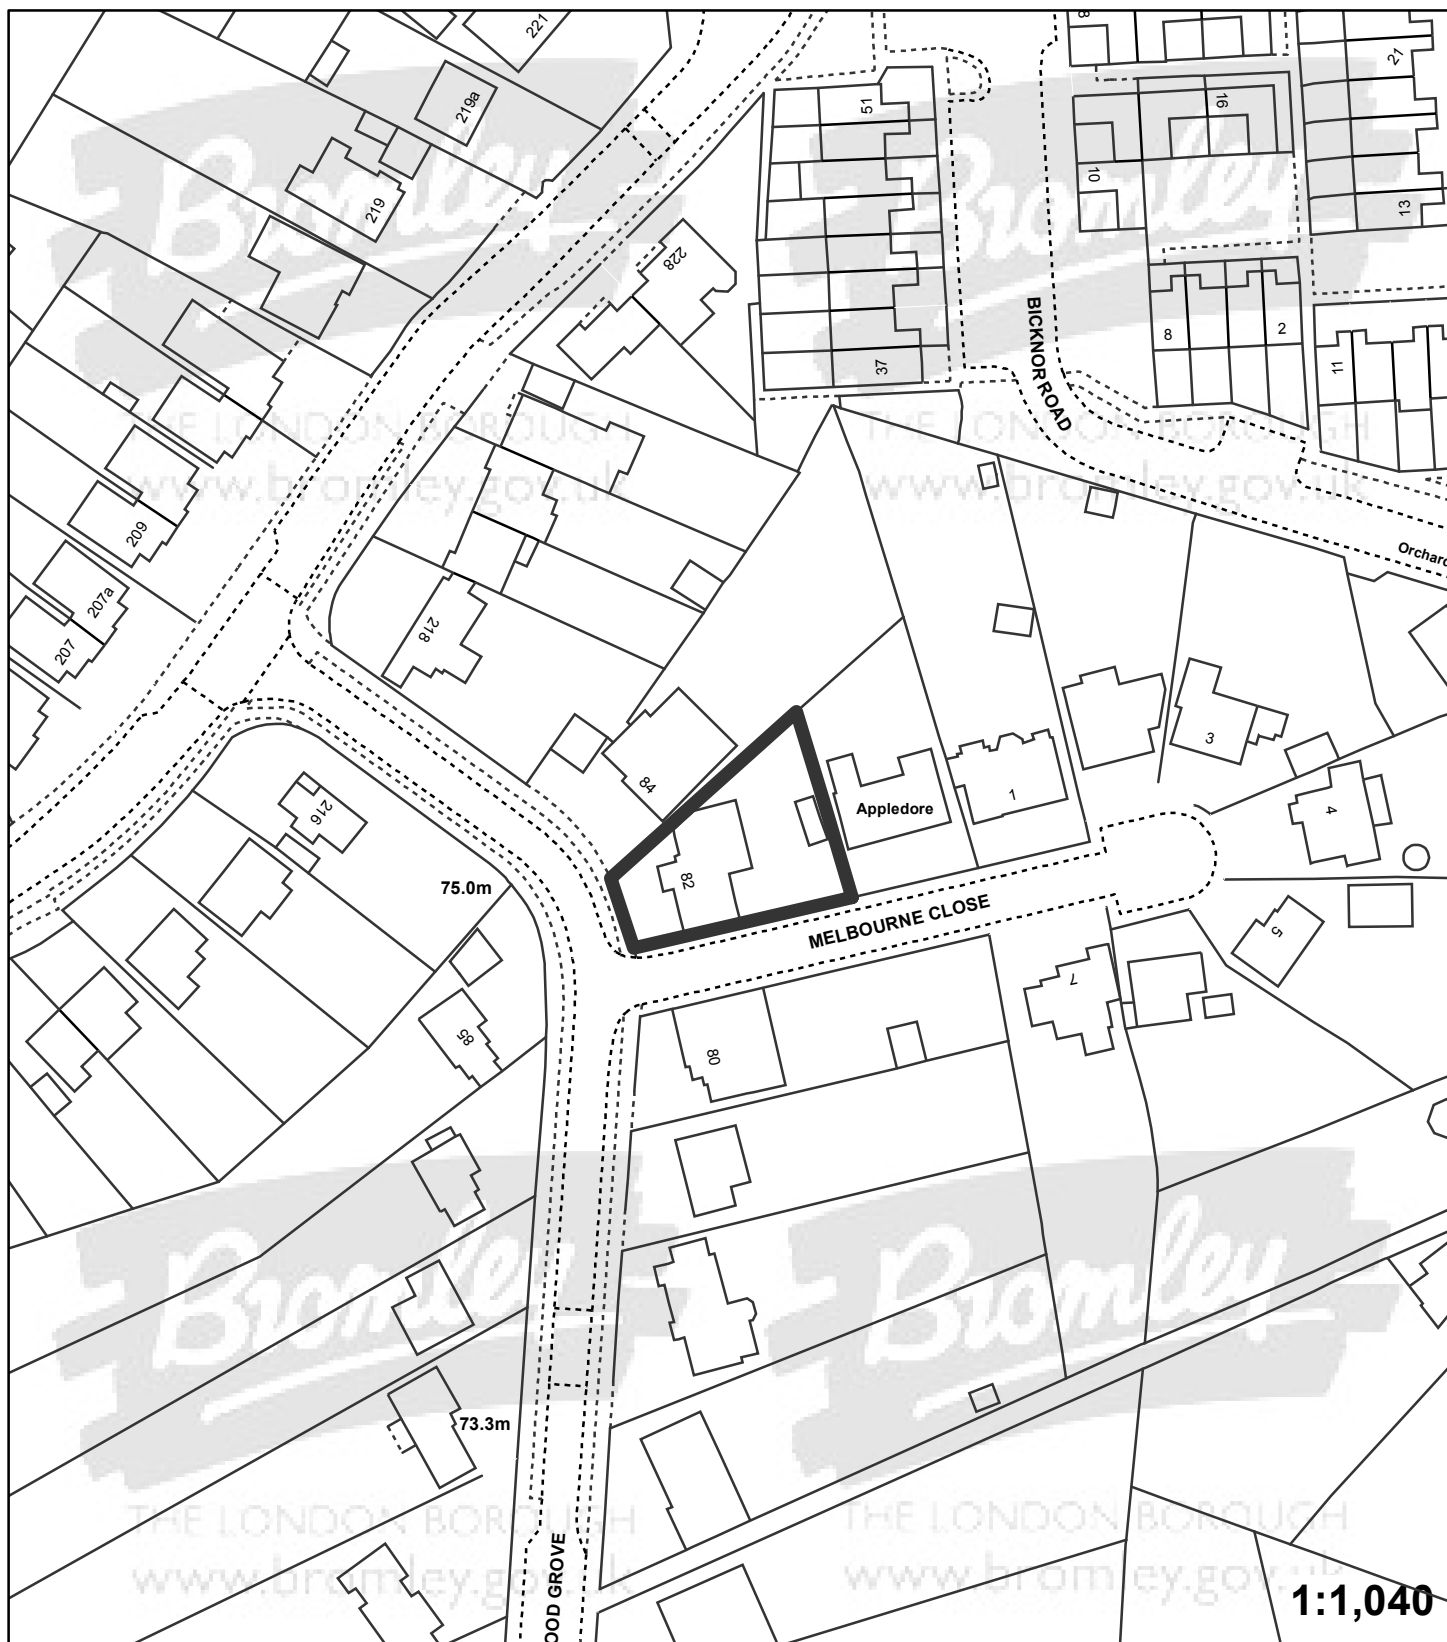 221
8
21
219a
51
16
219
10
13
228
BICKNOR ROAD
8
2
37
11
Bromley
THE LONDON BOROUGH
www.bromley.gov.uk
Bromley
THE LONDON BOROUGH
www.bromley.gov.uk
209
Orchard
207a
207
218
3
84
Appledore
1
4
216
82
75.0m
MELBOURNE CLOSE
5
7
85
80
Bromley
THE LONDON BOROUGH
www.bromley.gov.uk
Bromley
THE LONDON BOROUGH
www.bromley.gov.uk
73.3m
OOD GROVE
1:1,040